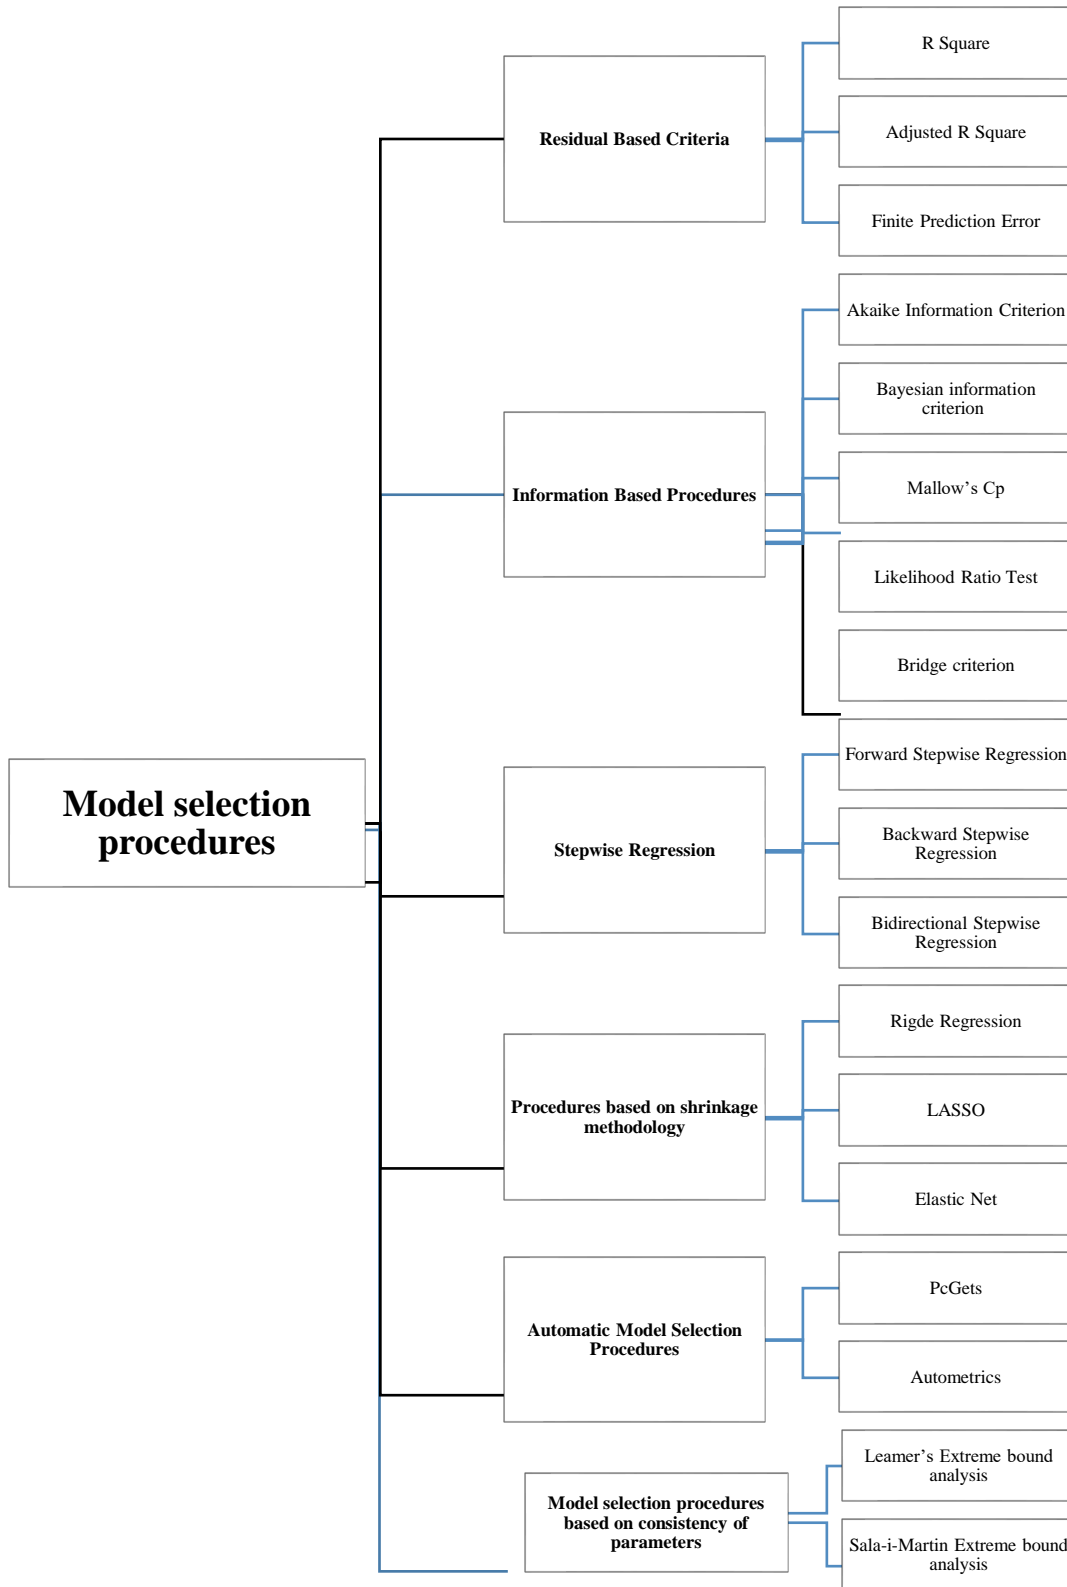 Model selection
procedures
Residual Based Criteria
R Square
Adjusted R Square
Finite Prediction Error
Information Based Procedures
Akaike Information Criterion
Bayesian information
criterion
Mallow’s Cp
Likelihood Ratio Test
Bridge criterion
Stepwise Regression
Forward Stepwise Regression
Backward Stepwise
Regression
Bidirectional Stepwise
Regression
Procedures based on shrinkage
methodology
Rigde Regression
LASSO
Elastic Net
Automatic Model Selection
Procedures
PcGets
Autometrics
Model selection procedures
based on consistency of
parameters
Leamer’s Extreme bound
analysis
Sala-i-Martin Extreme bound
analysis